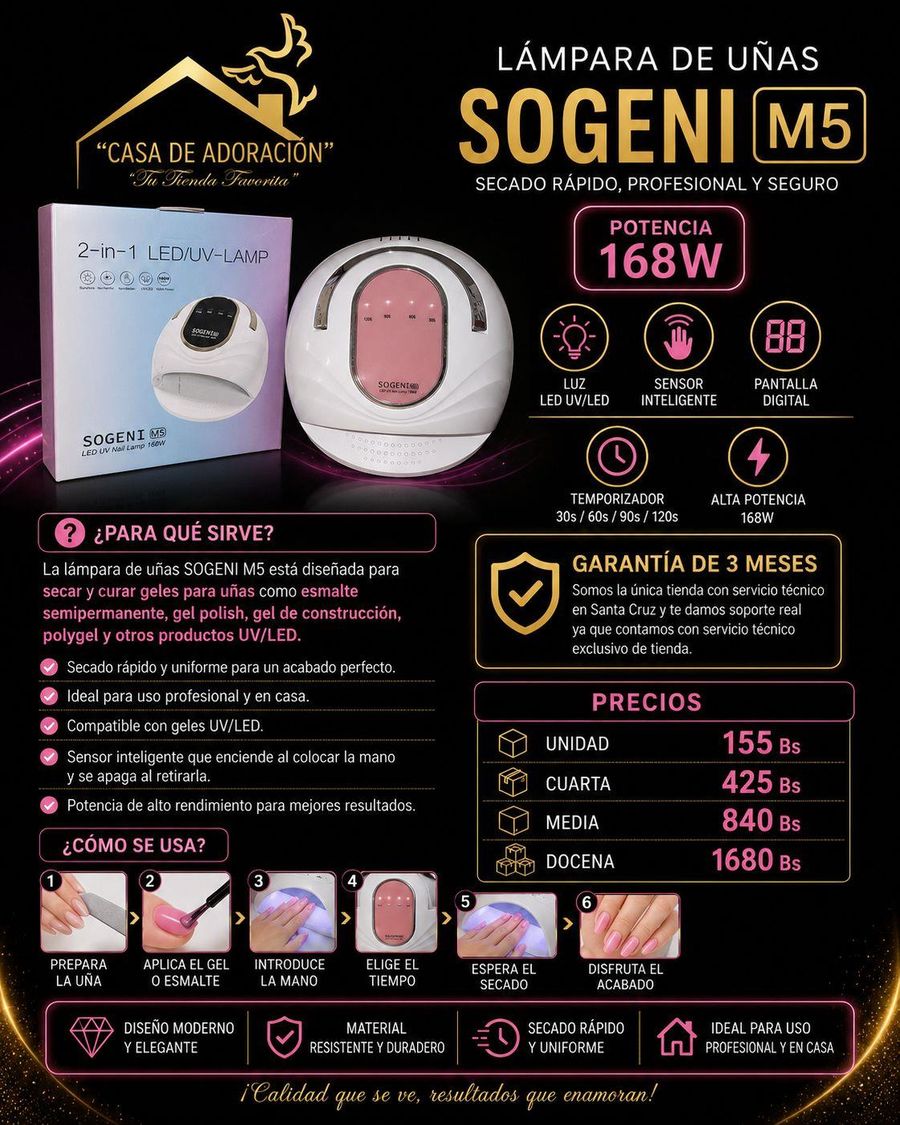 "CASA DE ADORACIÓN"
"Tu Tienda Favorita"
LÁMPARA DE UÑAS
SOGENI M5
SECADO RÁPIDO, PROFESIONAL Y SEGURO
POTENCIA
168W
2-in-1 LED/UV-LAMP
SOGENI
SOGENI M5
LED UV Nail Lamp 168W
120S 90S 60S 30S
SOGENI M5
LUZ
LED UV/LED
SENSOR
INTELIGENTE
88
PANTALLA
DIGITAL
TEMPORIZADOR
30s / 60s / 90s / 120s
ALTA POTENCIA
168W
? ¿PARA QUÉ SIRVE?
La lámpara de uñas SOGENI M5 está diseñada para
secar y curar geles para uñas como esmalte
semipermanente, gel polish, gel de construcción,
polygel y otros productos UV/LED.
Secado rápido y uniforme para un acabado perfecto.
Ideal para uso profesional y en casa.
Compatible con geles UV/LED.
Sensor inteligente que enciende al colocar la mano
y se apaga al retirarla.
Potencia de alto rendimiento para mejores resultados.
GARANTÍA DE 3 MESES
Somos la única tienda con servicio técnico
en Santa Cruz y te damos soporte real
ya que contamos con servicio técnico
exclusivo de tienda.
PRECIOS
UNIDAD 155 Bs
CUARTA 425 Bs
MEDIA 840 Bs
DOCENA 1680 Bs
¿CÓMO SE USA?
1
PREPARA
LA UÑA
2
APLICA EL GEL
O ESMALTE
3
INTRODUCE
LA MANO
4
ELIGE EL
TIEMPO
5
ESPERA EL
SECADO
6
DISFRUTA EL
ACABADO
DISEÑO MODERNO
Y ELEGANTE
MATERIAL
RESISTENTE Y DURADERO
SECADO RÁPIDO
Y UNIFORME
IDEAL PARA USO
PROFESIONAL Y EN CASA
¡Calidad que se ve, resultados que enamoran!